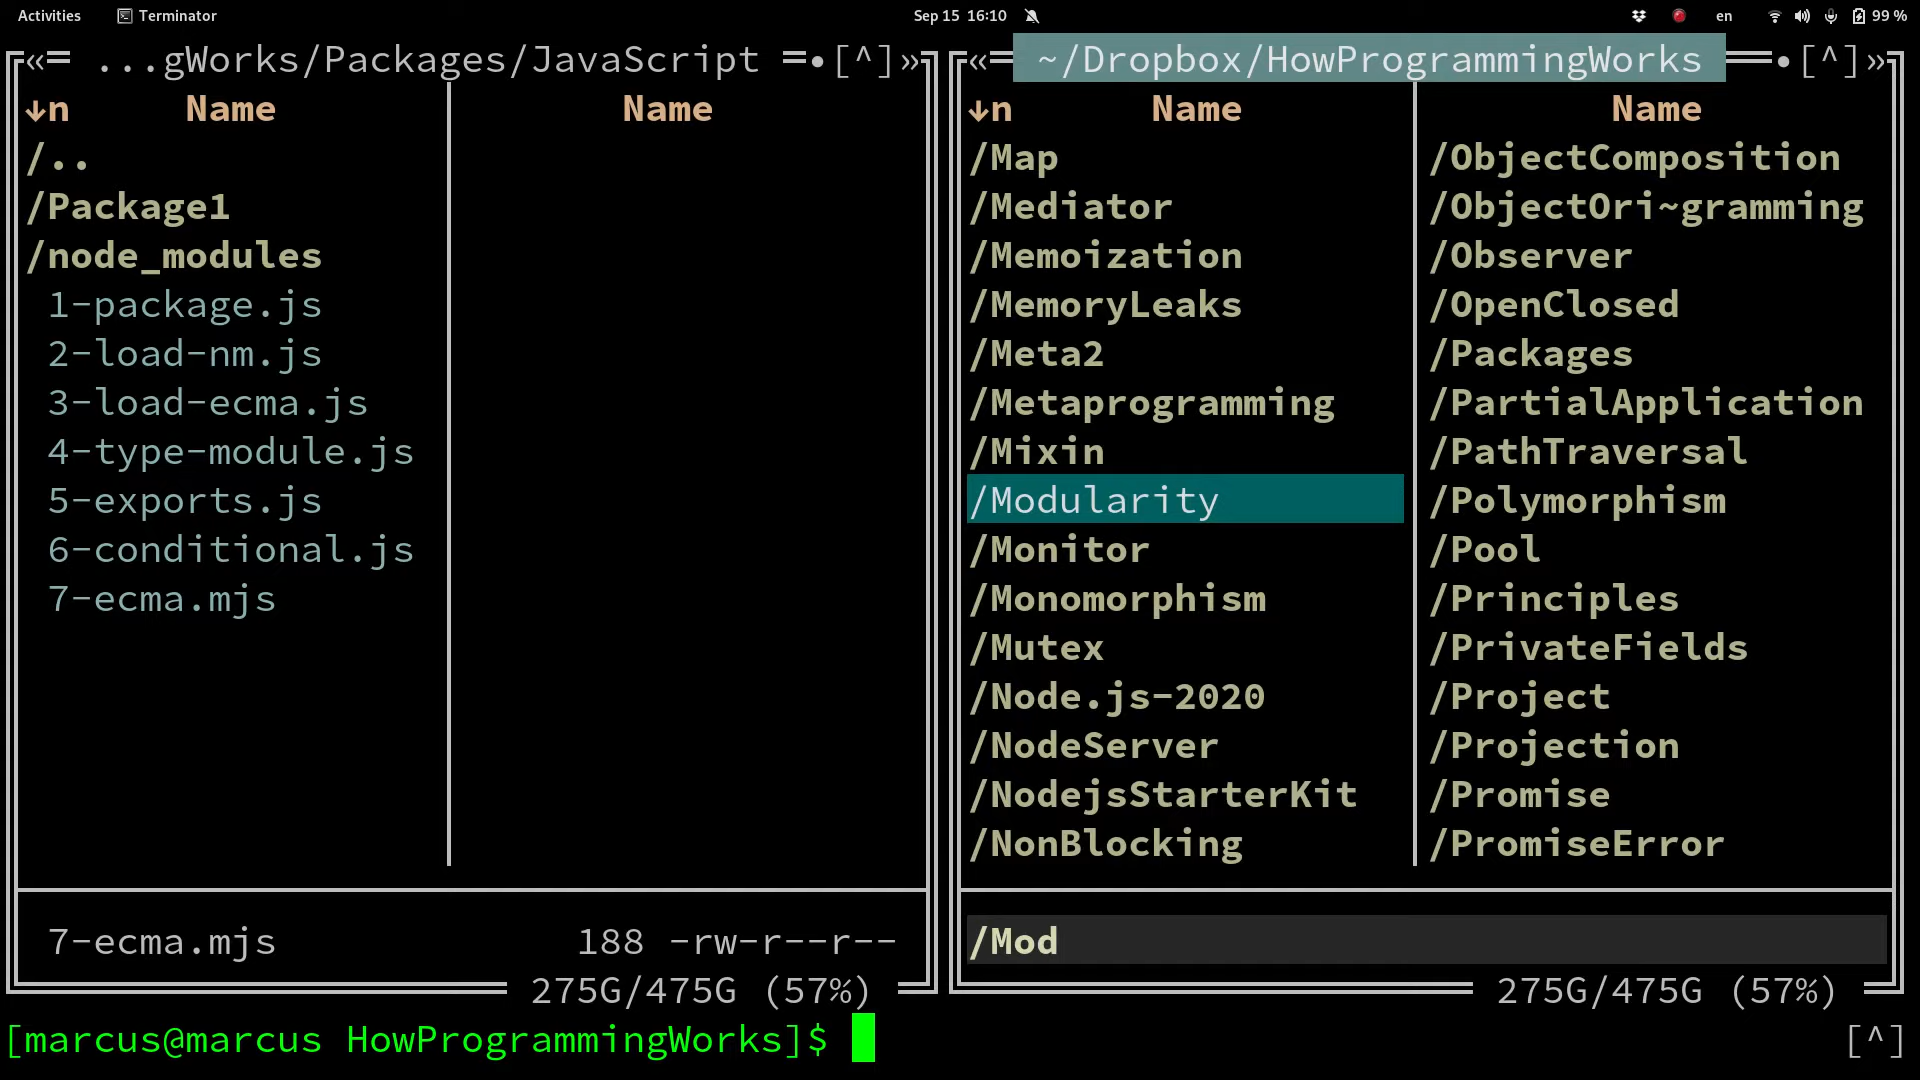 Activities Terminator Sep 15 16:10 en 99 %
«= ...gWorks/Packages/JavaScript =•[^]»
↓n Name Name
/..
/Package1
/node_modules
1-package.js
2-load-nm.js
3-load-ecma.js
4-type-module.js
5-exports.js
6-conditional.js
7-ecma.mjs
7-ecma.mjs 188 -rw-r--r--
275G/475G (57%)
«= ~/Dropbox/HowProgrammingWorks =•[^]»
↓n Name Name
/Map
/Mediator
/Memoization
/MemoryLeaks
/Meta2
/Metaprogramming
/Mixin
/Modularity
/Monitor
/Monomorphism
/Mutex
/Node.js-2020
/NodeServer
/NodejsStarterKit
/NonBlocking
/ObjectComposition
/ObjectOri~gramming
/Observer
/OpenClosed
/Packages
/PartialApplication
/PathTraversal
/Polymorphism
/Pool
/Principles
/PrivateFields
/Project
/Projection
/Promise
/PromiseError
/Mod
275G/475G (57%)
[marcus@marcus HowProgrammingWorks]$ [^]